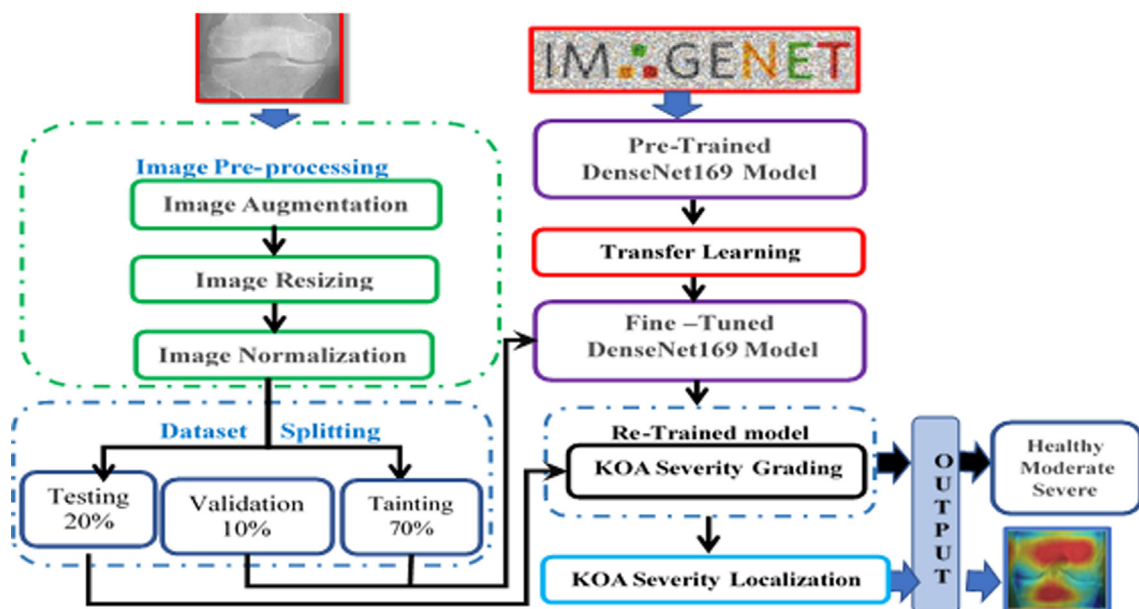 IMAGENET
Image Pre-processing
Image Augmentation
Image Resizing
Image Normalization
Dataset Splitting
Testing
20%
Validation
10%
Tainting
70%
Pre-Trained
DenseNet169 Model
Transfer Learning
Fine –Tuned
DenseNet169 Model
Re-Trained model
KOA Severity Grading
KOA Severity Localization
OUTPUT
Healthy
Moderate
Severe